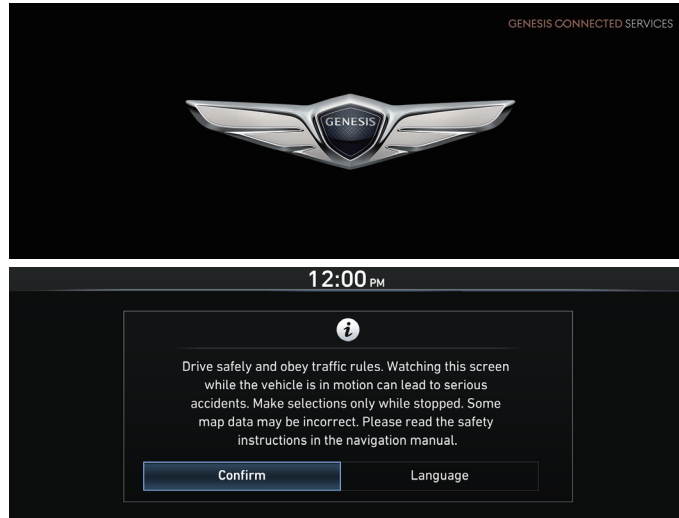 GENESIS CONNECTED SERVICES
GENESIS
12:00 PM
i
Drive safely and obey traffic rules. Watching this screen
while the vehicle is in motion can lead to serious
accidents. Make selections only while stopped. Some
map data may be incorrect. Please read the safety
instructions in the navigation manual.
Confirm
Language